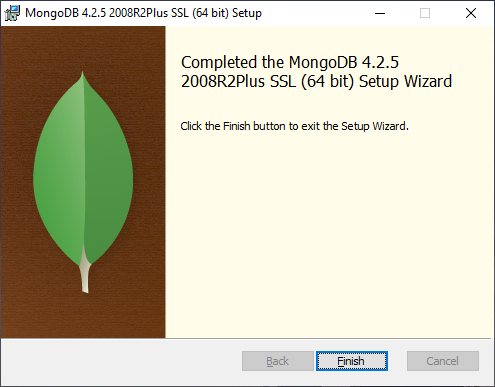 MongoDB 4.2.5 2008R2Plus SSL (64 bit) Setup
Completed the MongoDB 4.2.5
2008R2Plus SSL (64 bit) Setup Wizard
Click the Finish button to exit the Setup Wizard.
Back
Finish
Cancel